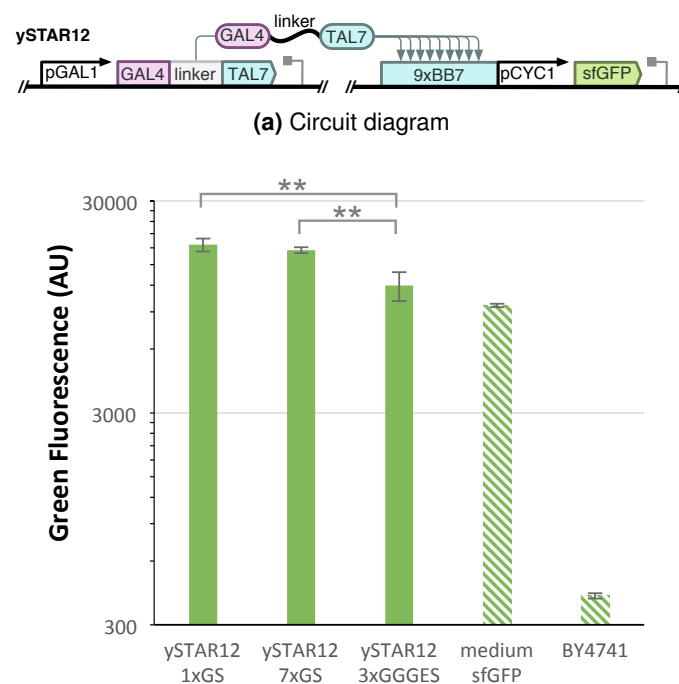 linker
ySTAR12
GAL4
TAL7
pGAL1
GAL4
linker
TAL7
9xBB7
pCYC1
sfGFP
//
//
//
//
(a) Circuit diagram
**
**
30000
3000
300
Green Fluorescence (AU)
ySTAR12
1xGS
ySTAR12
7xGS
ySTAR12
3xGGGES
medium
sfGFP
BY4741